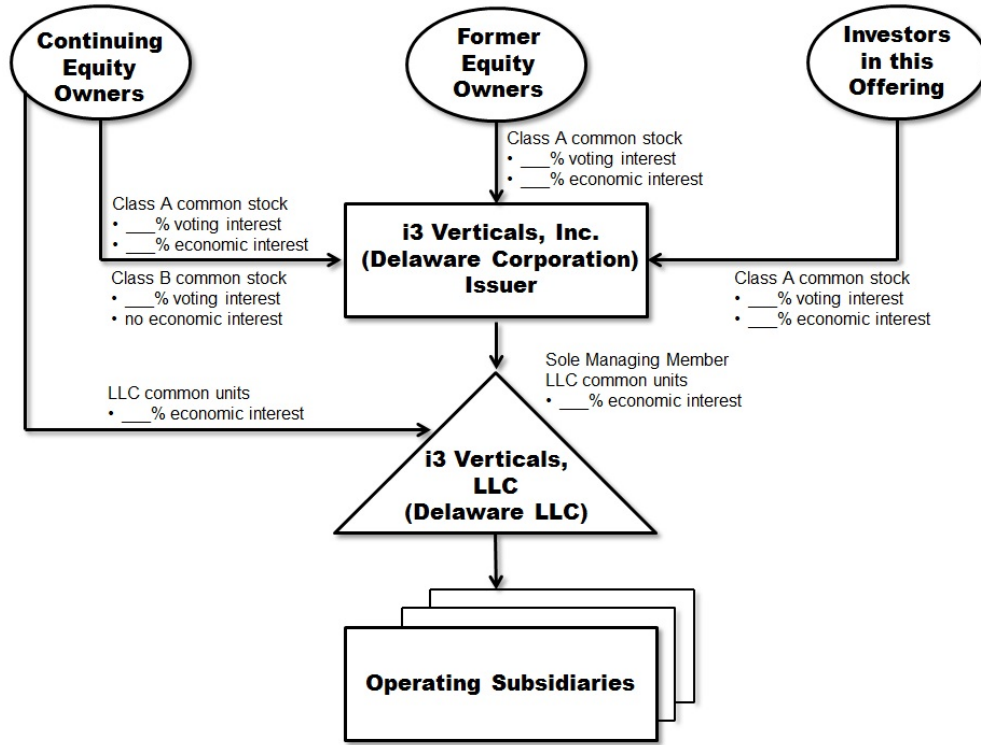 Continuing
Equity
Owners
Former
Equity
Owners
Investors
in this
Offering
Class A common stock
• ___% voting interest
• ___% economic interest
Class A common stock
• ___% voting interest
• ___% economic interest
Class B common stock
• ___% voting interest
• no economic interest
i3 Verticals, Inc.
(Delaware Corporation)
Issuer
Class A common stock
• ___% voting interest
• ___% economic interest
Sole Managing Member
LLC common units
• ___% economic interest
LLC common units
• ___% economic interest
i3 Verticals,
LLC
(Delaware LLC)
Operating Subsidiaries